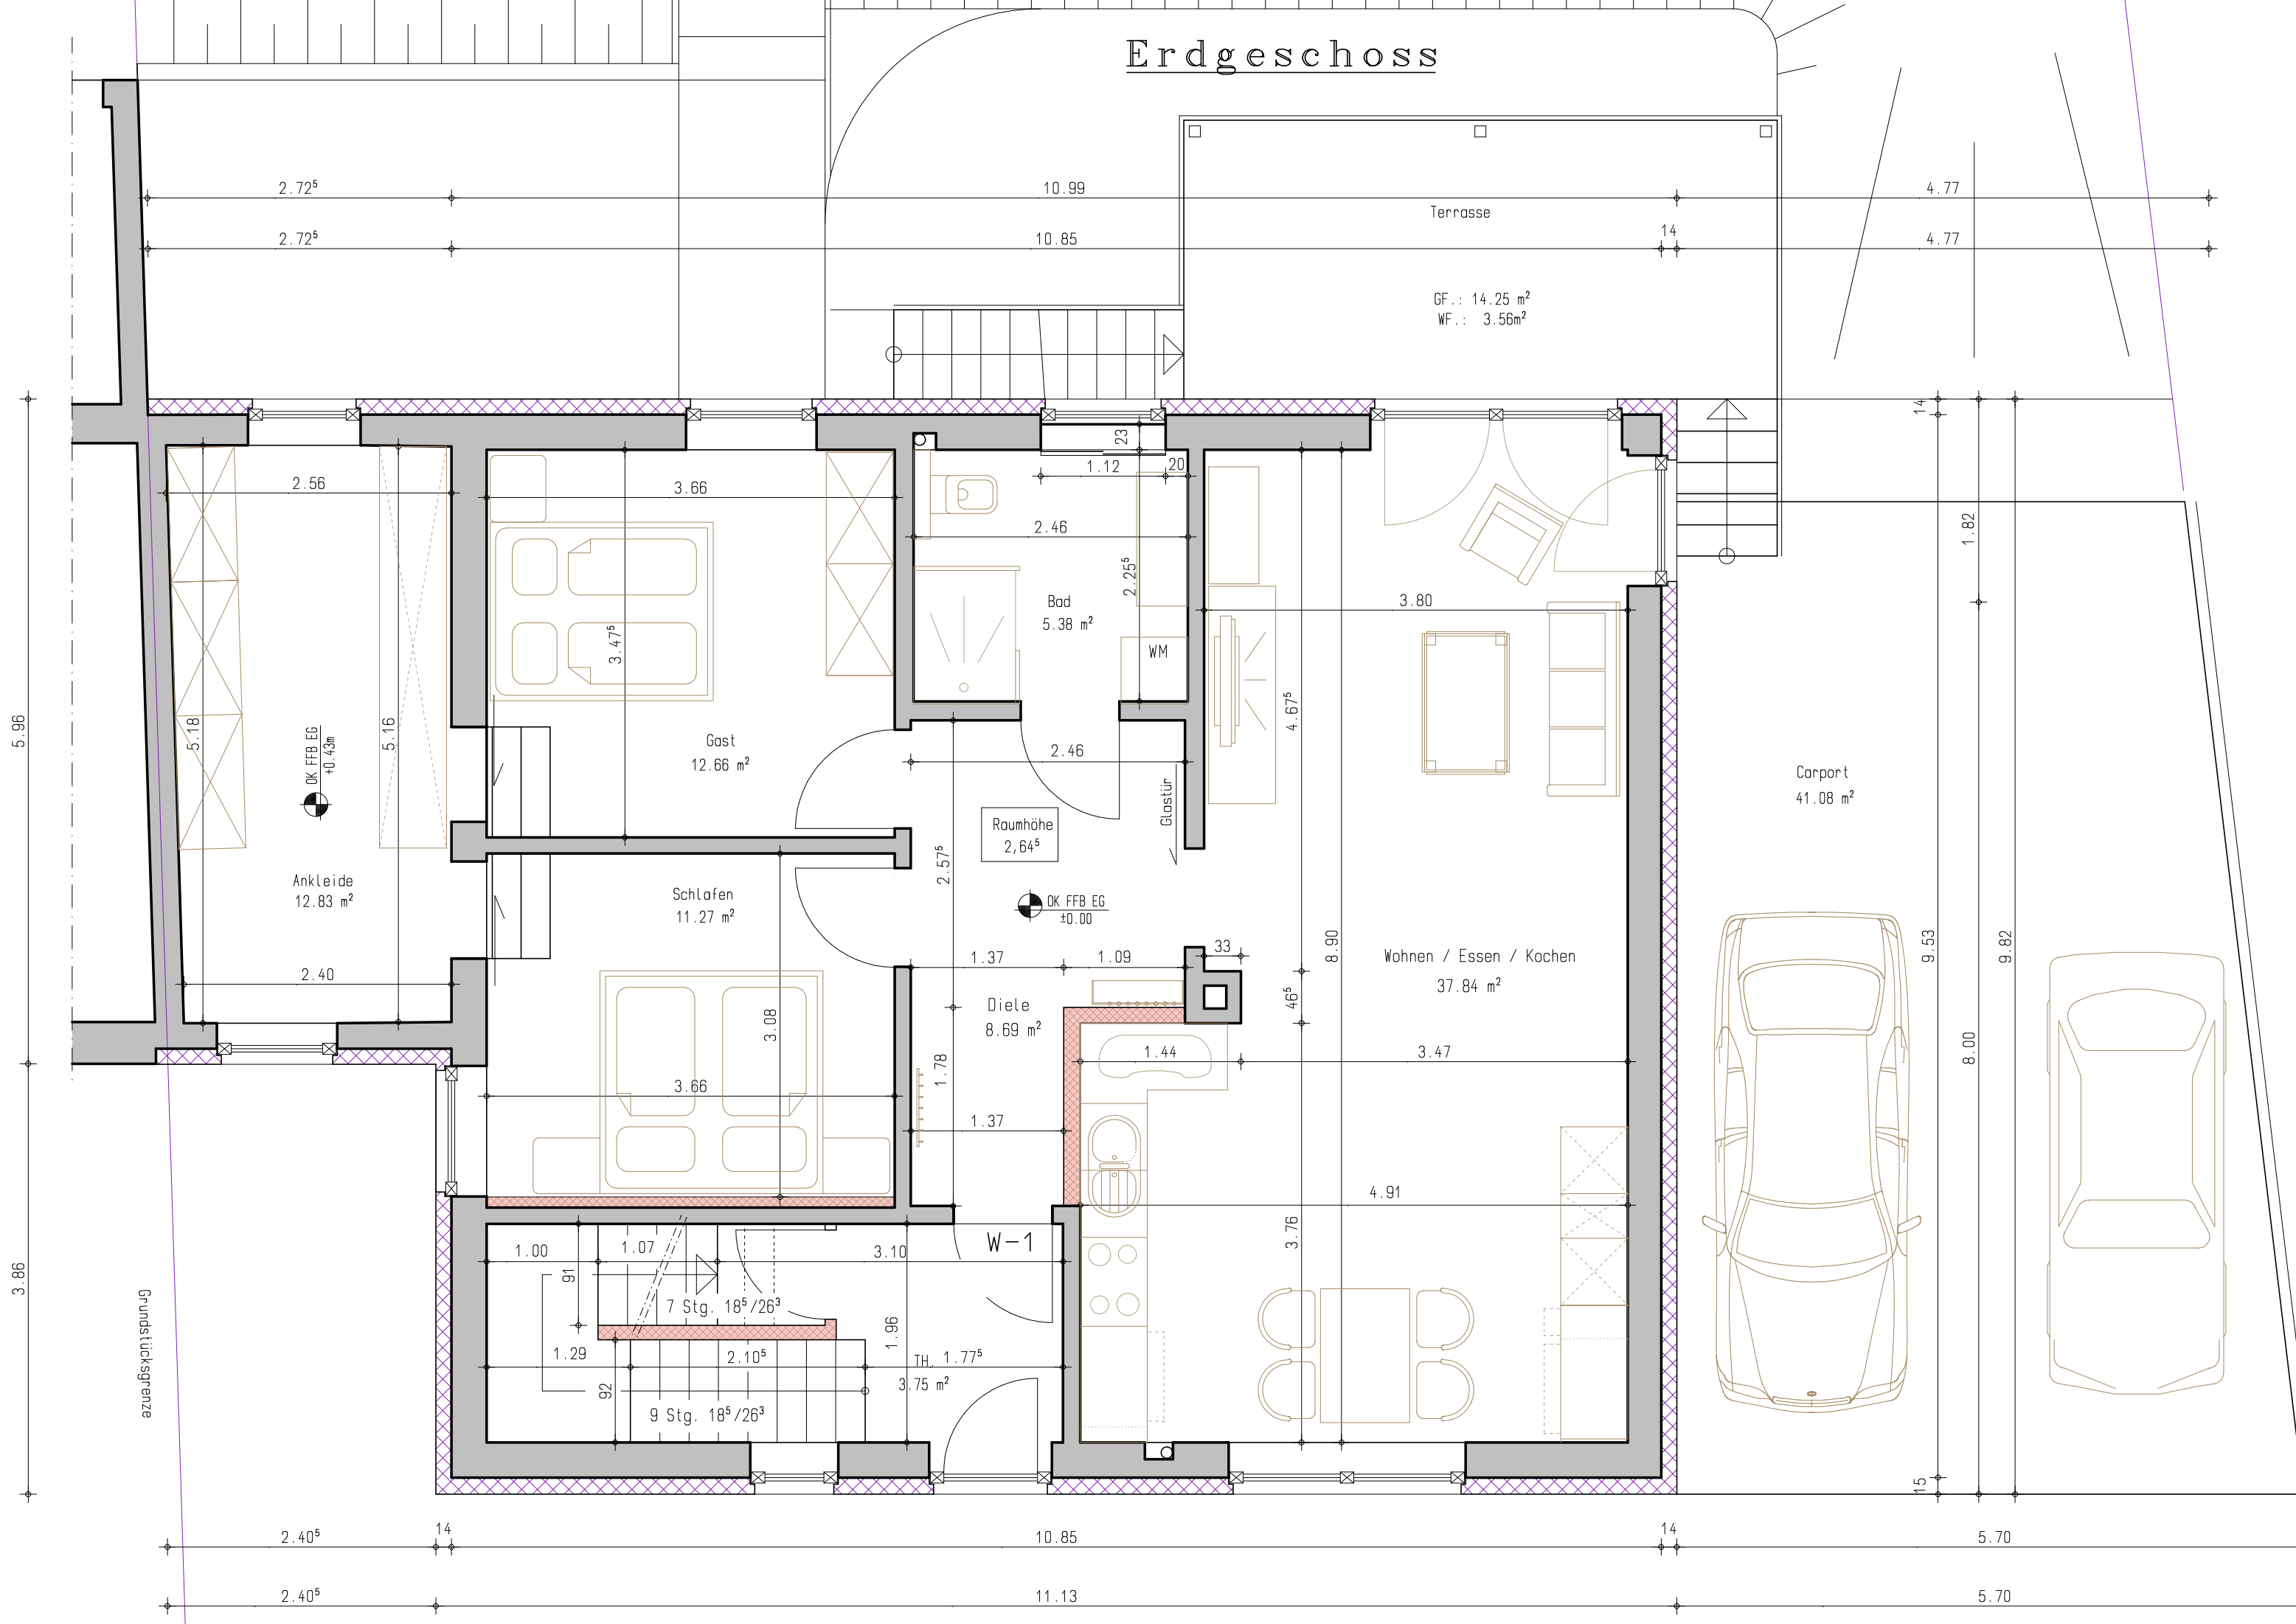 Erdgeschoss
2.72⁵
10.99
4.77
Terrasse
2.72⁵
10.85
14
4.77
GF.: 14.25 m²
WF.: 3.56m²
14
23
1.12
20
2.56
3.66
2.46
1.82
2.25⁵
3.80
Bad
5.38 m²
3.47⁵
WM
5.96
5.18
5.16
OK FFB EG
+0.43m
Gast
12.66 m²
4.67⁵
2.46
Carport
41.08 m²
Glastür
Raumhöhe
2,64⁵
2.57⁵
Ankleide
12.83 m²
Schlafen
11.27 m²
OK FFB EG
±0.00
9.53
9.82
8.90
33
1.37
1.09
Wohnen / Essen / Kochen
37.84 m²
2.40
46⁵
Diele
8.69 m²
3.08
8.00
1.78
1.44
3.47
3.66
1.37
4.91
3.76
W-1
1.00
1.07
3.10
91
3.86
7 Stg. 18⁵/26³
1.96
1.29
2.10⁵
TH. 1.77⁵
3.75 m²
92
9 Stg. 18⁵/26³
Grundstücksgrenze
15
2.40⁵
14
10.85
14
5.70
2.40⁵
11.13
5.70